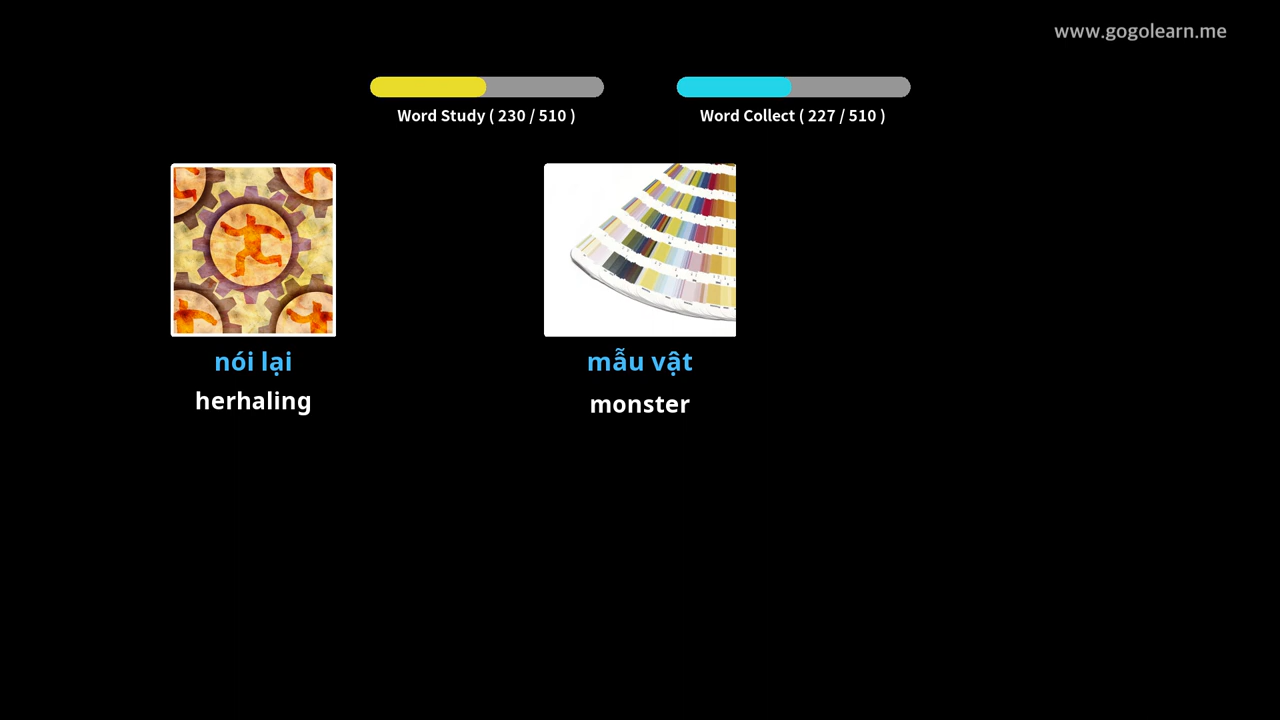 www.gogolearn.me
Word Study ( 230 / 510 )
Word Collect ( 227 / 510 )
nói lại
herhaling
mẫu vật
monster